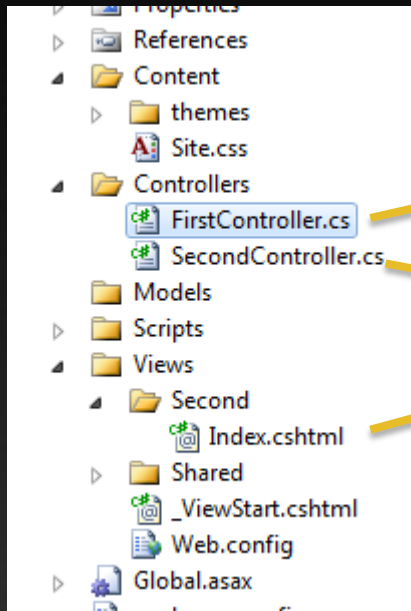 Properties
References
Content
themes
Site.css
Controllers
FirstController.cs
SecondController.cs
Models
Scripts
Views
Second
Index.cshtml
Shared
_ViewStart.cshtml
Web.config
Global.asax